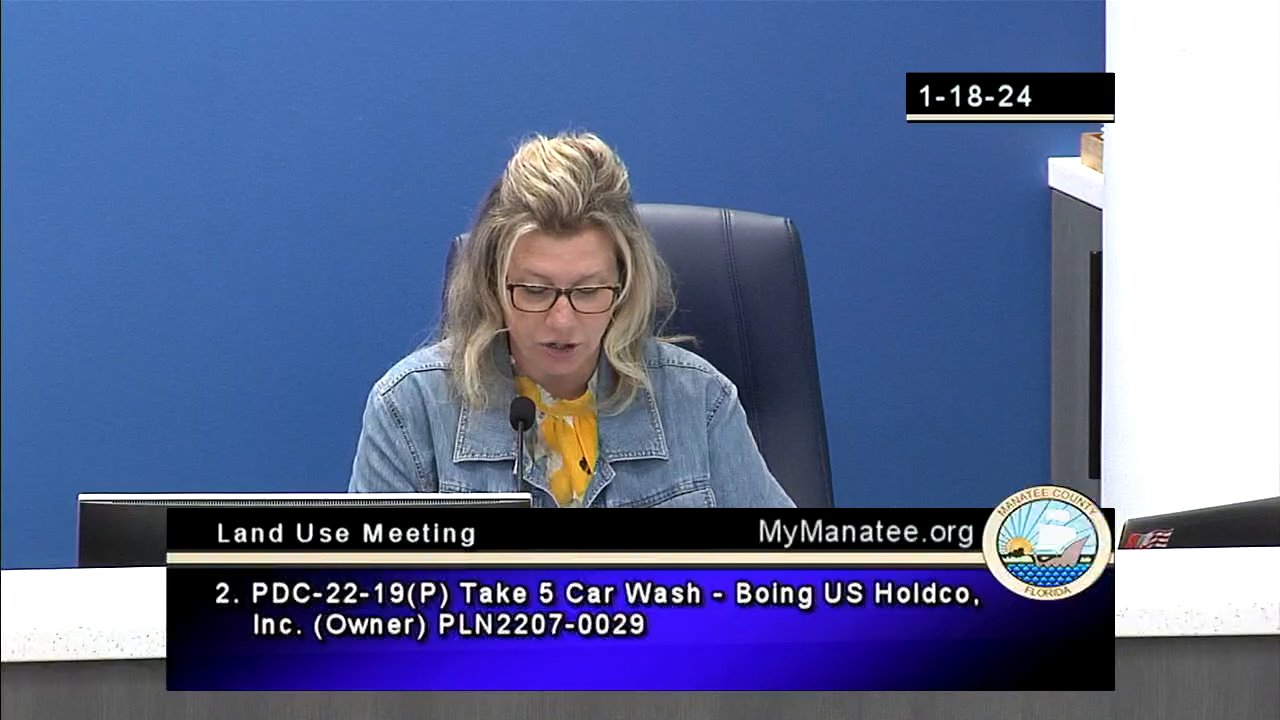 1-18-24
Land Use Meeting
MyManatee.org
MANATEE COUNTY
FLORIDA
2. PDC-22-19(P) Take 5 Car Wash - Boing US Holdco,
Inc. (Owner) PLN2207-0029